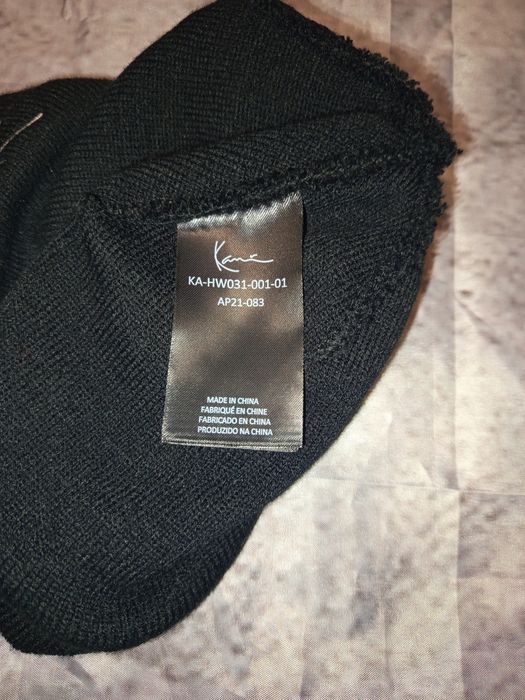 Kani
KA-HW031-001-01
AP21-083
MADE IN CHINA
FABRIQUÉ EN CHINE
FABRICADO EN CHINA
PRODUZIDO NA CHINA